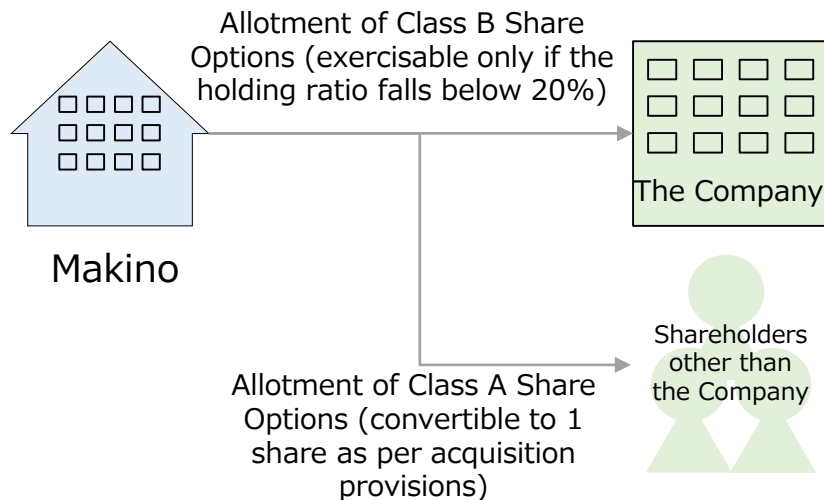 Allotment of Class B Share
Options (exercisable only if the
holding ratio falls below 20%)
The Company
Makino
Shareholders
other than
the Company
Allotment of Class A Share
Options (convertible to 1
share as per acquisition
provisions)